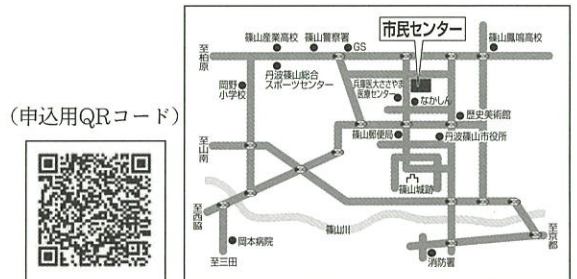 (申込用QRコード)
市民センター
篠山産業高校
篠山警察署
GS
篠山鳳鳴高校
至柏原
丹波篠山総合
スポーツセンター
岡野
小学校
兵庫医大ささやま
医療センター
なかしん
歴史美術館
篠山郵便局
丹波篠山市役所
至山南
篠山城跡
至西脇
篠山川
岡本病院
至三田
消防署
至京都